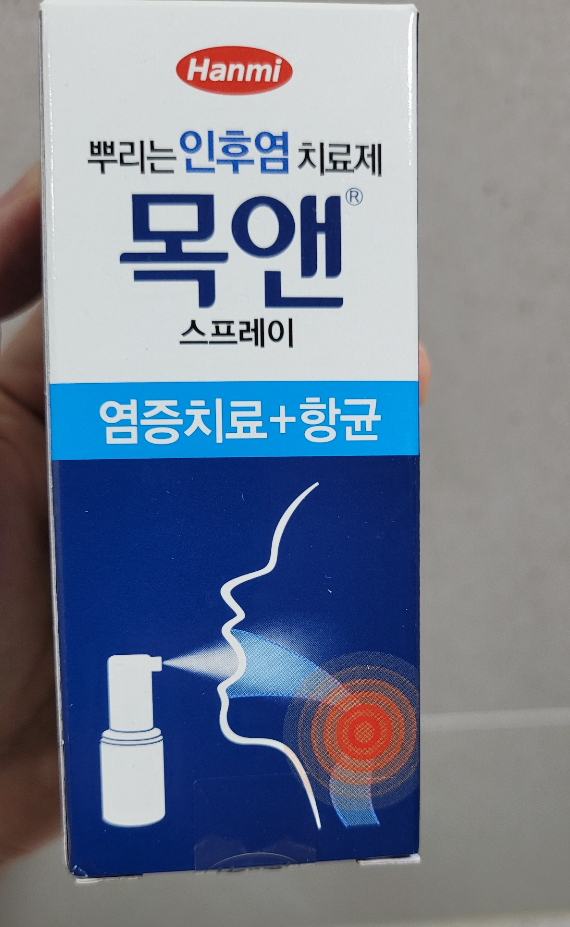 Hanmi
뿌리는 인후염 치료제
목앤®
스프레이
염증치료+항균